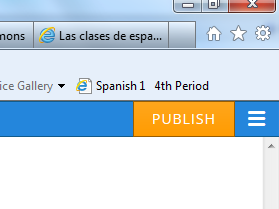 mons Las clases de espa...
ice Gallery Spanish 1 4th Period
PUBLISH